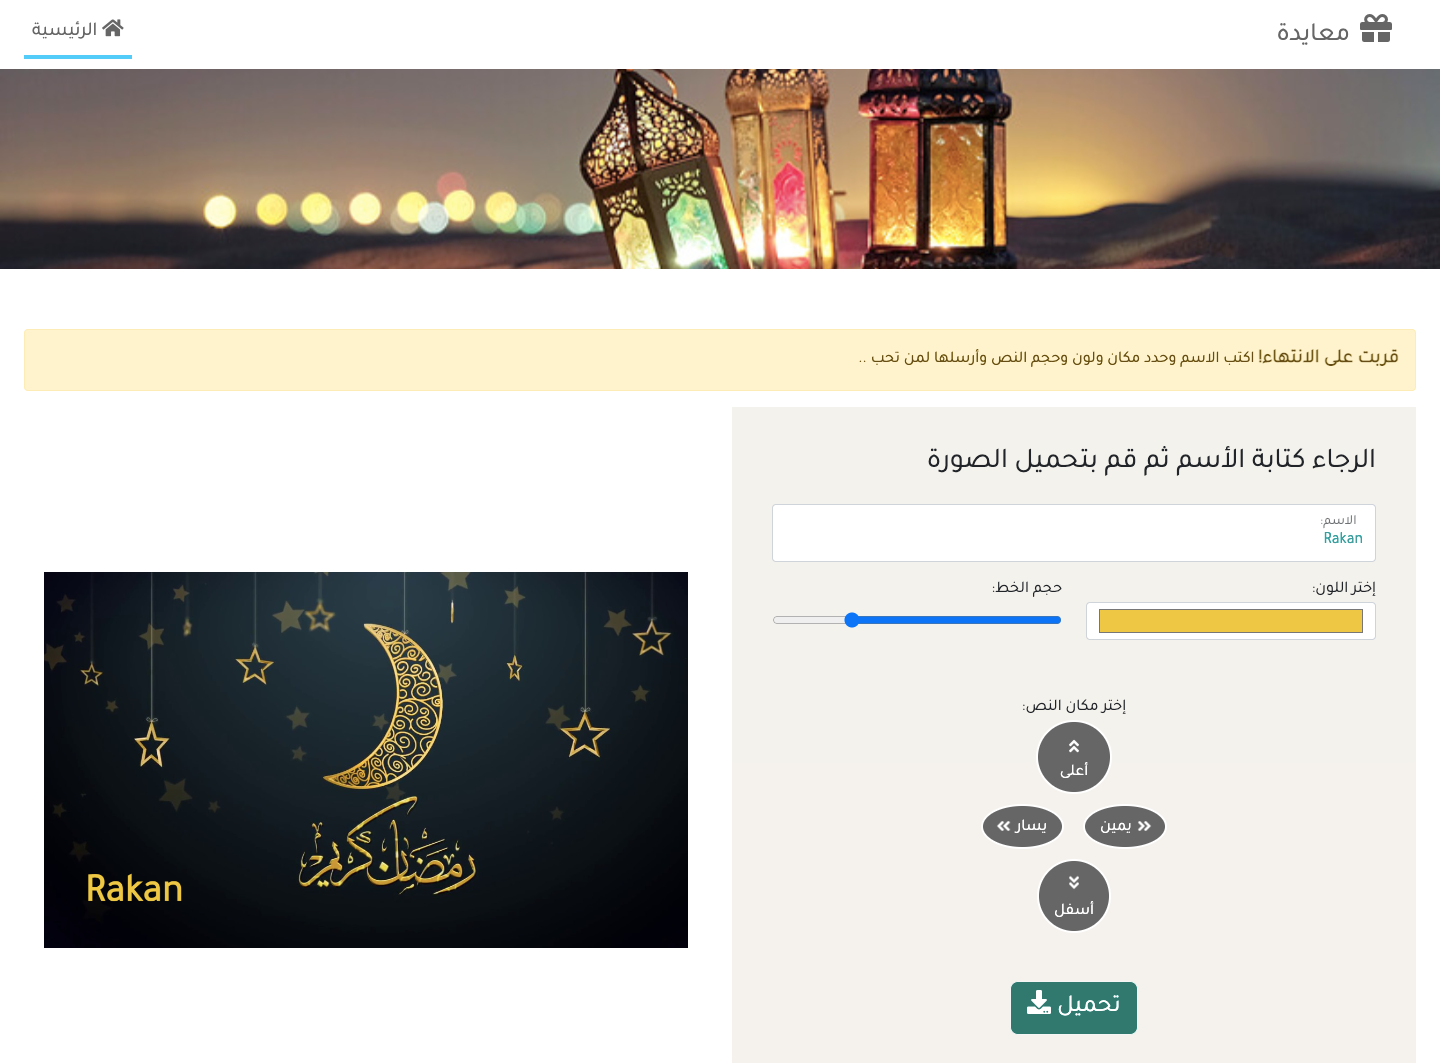 معايدة
الرئيسية
قربت على الانتهاء! اكتب الاسم وحدد مكان ولون وحجم النص وأرسلها لمن تحب ..
الرجاء كتابة الأسم ثم قم بتحميل الصورة
الاسم:
Rakan
إختر اللون:
حجم الخط:
إختر مكان النص:
أعلى
يمين
يسار
أسفل
تحميل
رمضان كريم
Rakan